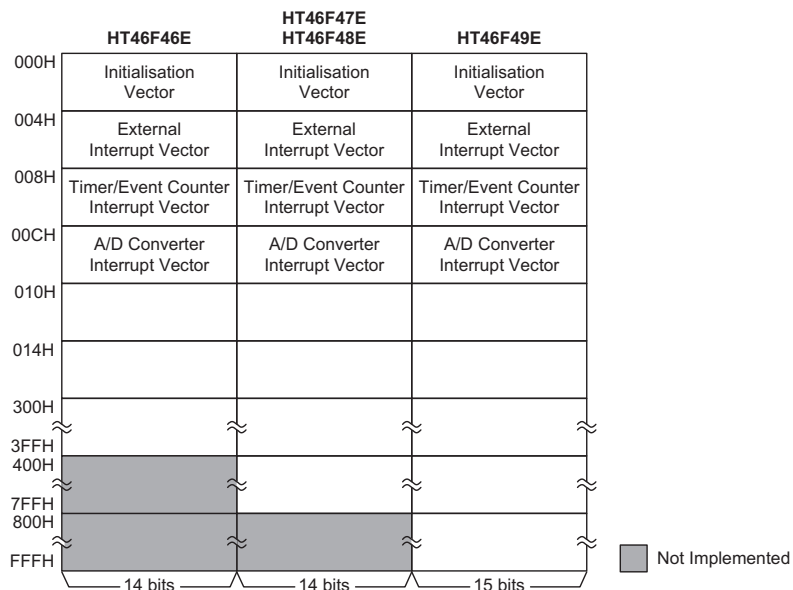 HT46F46E
HT46F47E
HT46F48E
HT46F49E
000H
Initialisation
Vector
Initialisation
Vector
Initialisation
Vector
004H
External
Interrupt Vector
External
Interrupt Vector
External
Interrupt Vector
008H
Timer/Event Counter
Interrupt Vector
Timer/Event Counter
Interrupt Vector
Timer/Event Counter
Interrupt Vector
00CH
A/D Converter
Interrupt Vector
A/D Converter
Interrupt Vector
A/D Converter
Interrupt Vector
010H
014H
300H
3FFH
400H
7FFH
800H
FFFH
Not Implemented
14 bits
14 bits
15 bits